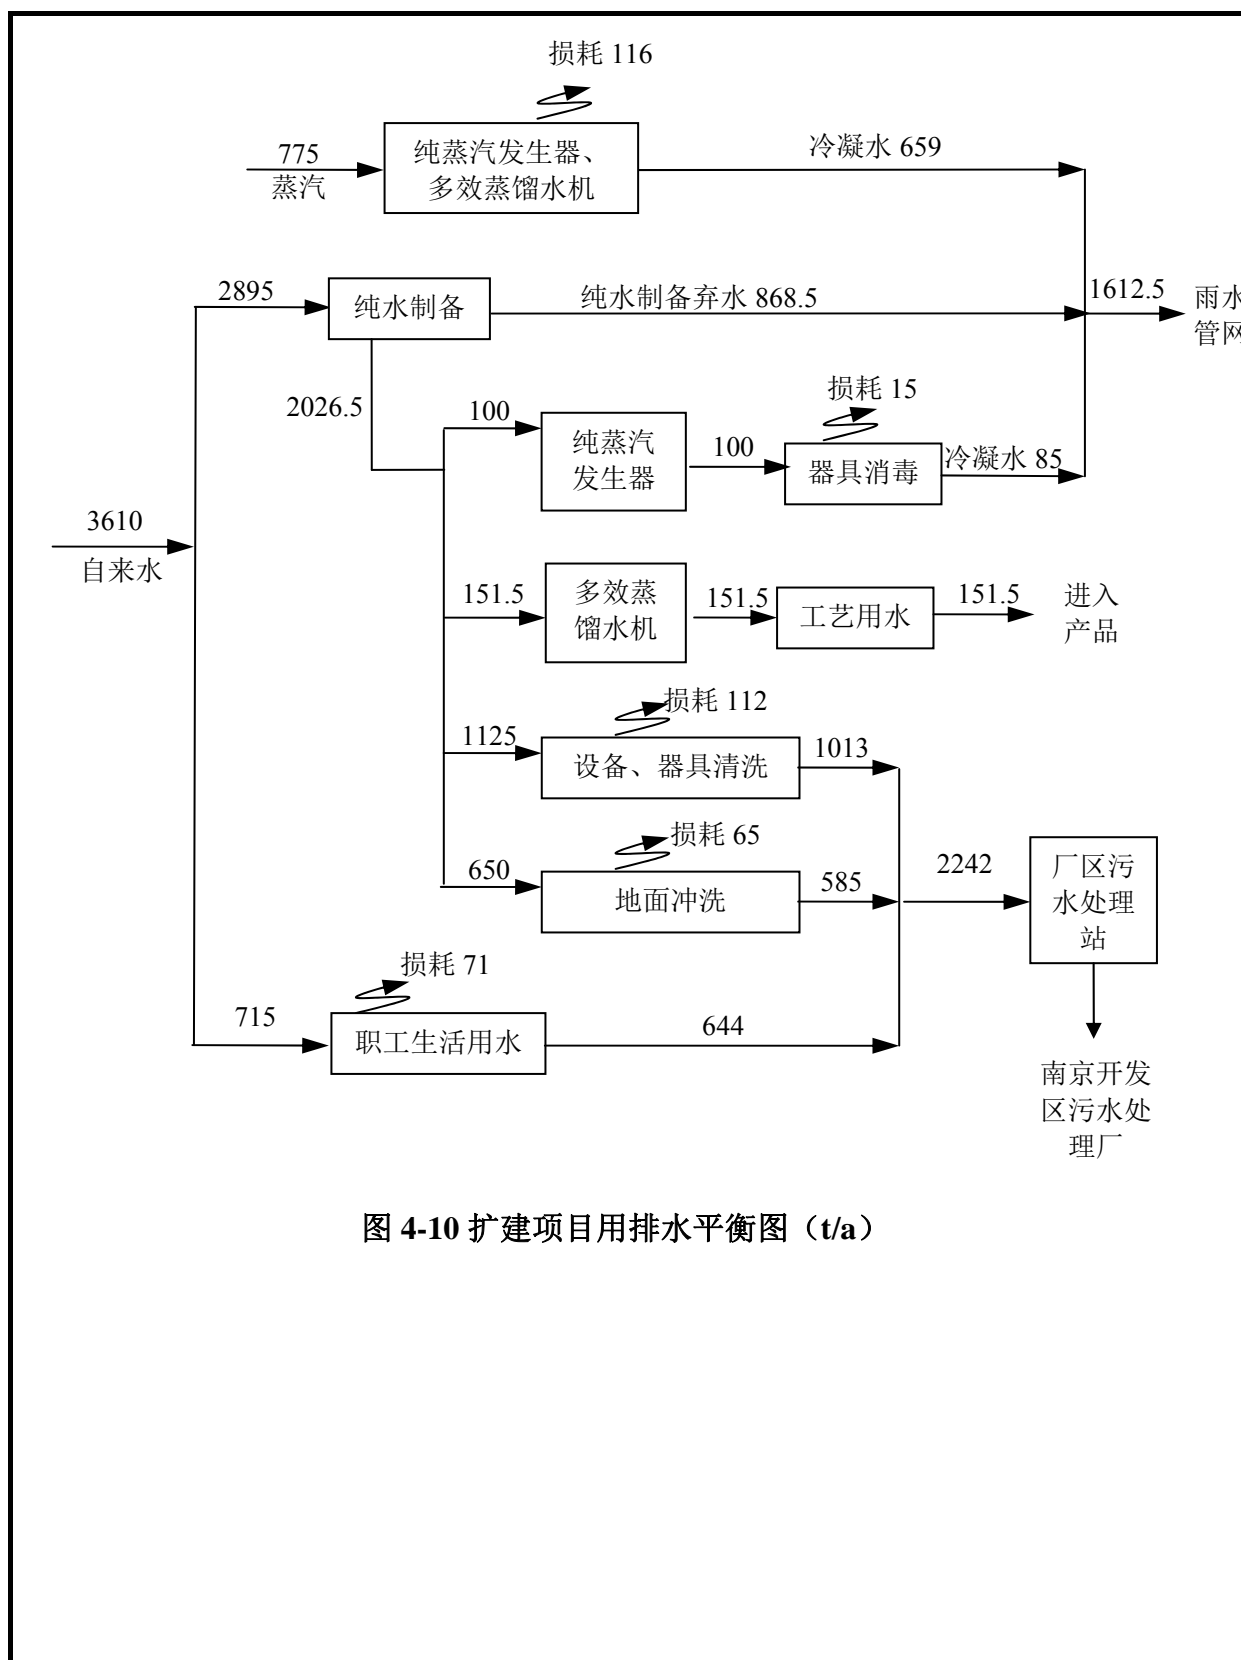 损耗 116
775
蒸汽
纯蒸汽发生器、
多效蒸馏水机
冷凝水 659
2895
纯水制备
纯水制备弃水 868.5
1612.5
雨水
管网
2026.5
100
纯蒸汽
发生器
100
损耗 15
器具消毒
冷凝水 85
3610
自来水
151.5
多效蒸
馏水机
151.5
工艺用水
151.5
进入
产品
损耗 112
1125
设备、器具清洗
1013
损耗 65
650
地面冲洗
585
2242
厂区污
水处理
站
损耗 71
715
职工生活用水
644
南京开发
区污水处
理厂
图 4-10 扩建项目用排水平衡图（t/a）